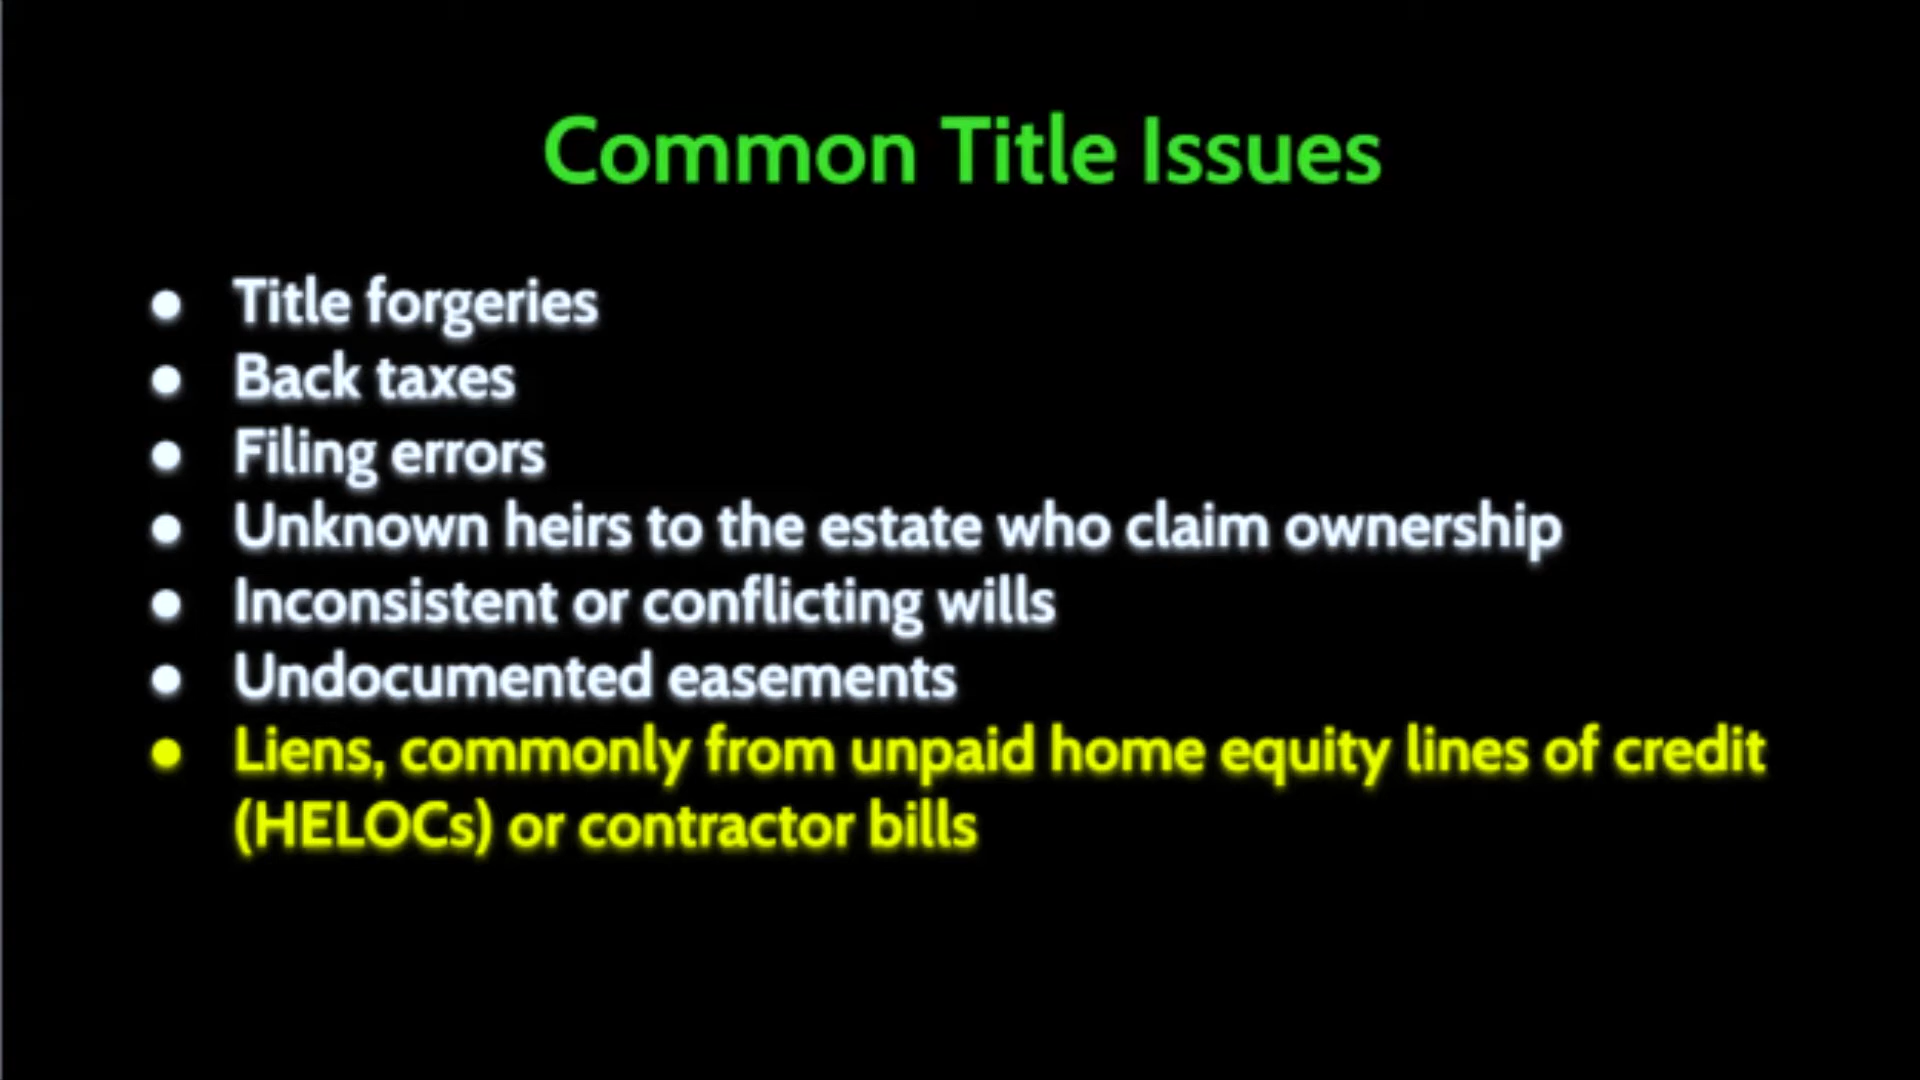 Common Title Issues
● Title forgeries
● Back taxes
● Filing errors
● Unknown heirs to the estate who claim ownership
● Inconsistent or conflicting wills
● Undocumented easements
● Liens, commonly from unpaid home equity lines of credit
(HELOCs) or contractor bills